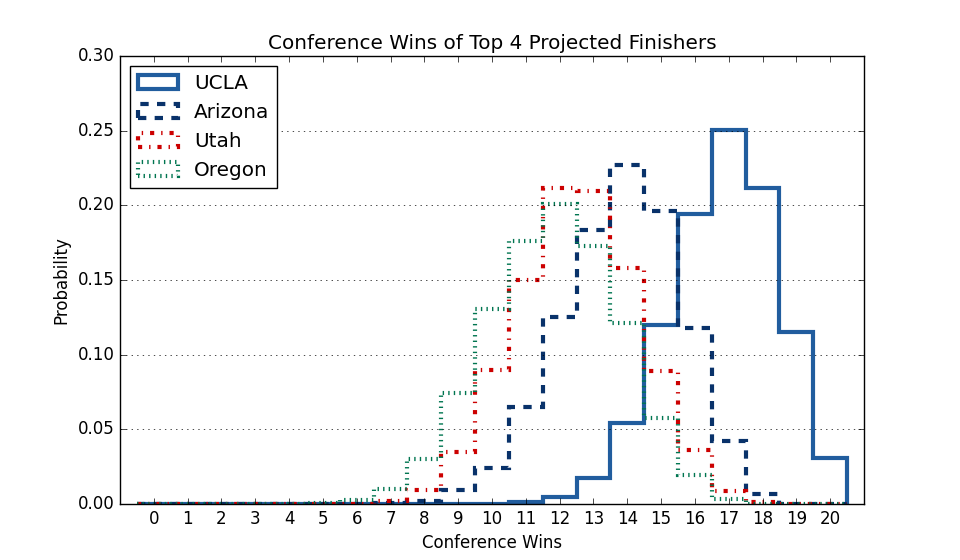 Conference Wins of Top 4 Projected Finishers
0.30
0.25
0.20
0.15
0.10
0.05
0.00
Probability
UCLA
Arizona
Utah
Oregon
0 1 2 3 4 5 6 7 8 9 10 11 12 13 14 15 16 17 18 19 20
Conference Wins